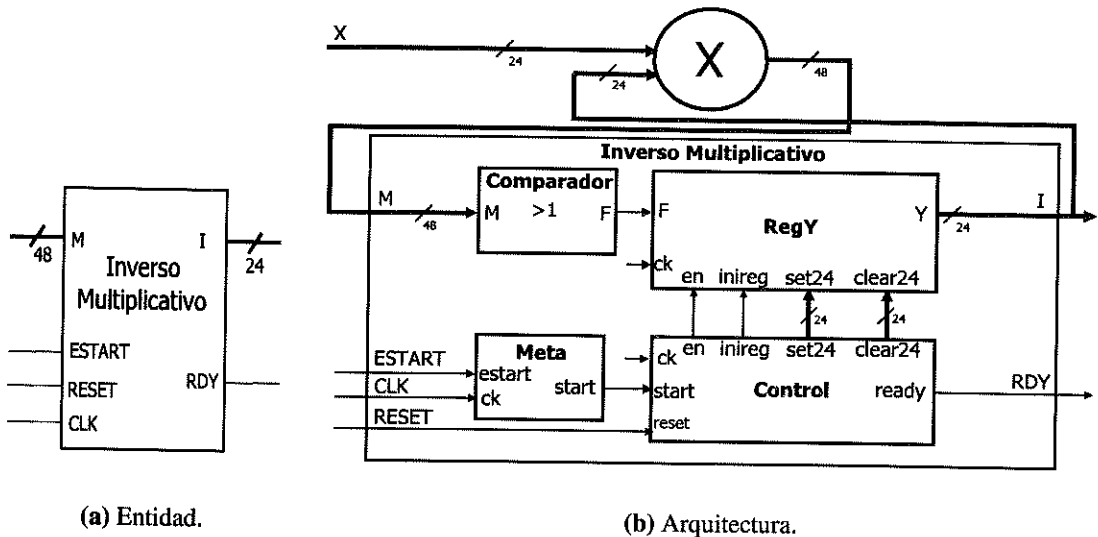 X
24
24
X
48
Inverso Multiplicativo
M
48
Comparador
M >1 F
F
RegY
Y
24
I
ck
en inireg set24 clear24
24
24
48
M
I
24
Inverso
Multiplicativo
ESTART
RESET
CLK
RDY
ESTART
CLK
RESET
Meta
estart
ck
start
en inireg set24 clear24
ck
start
reset
Control
ready
RDY
(a) Entidad.
(b) Arquitectura.